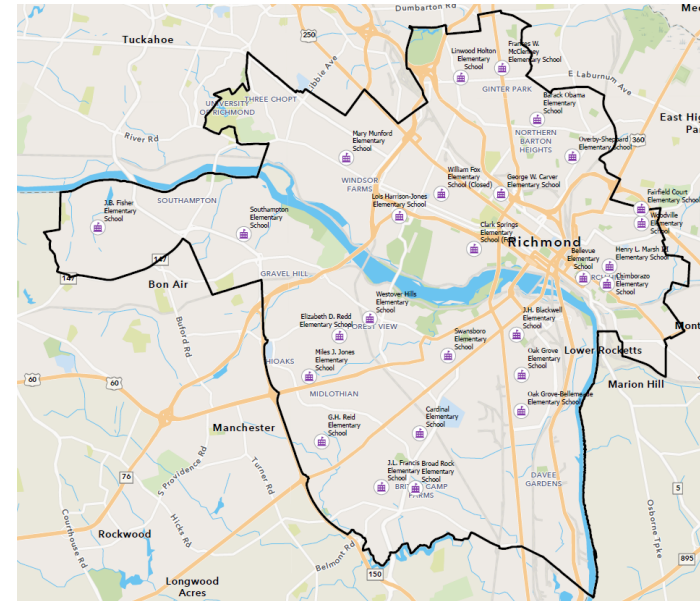 Dumbarton Rd
Me
Tuckahoe
250
Libbie Ave
Linwood Holton
Elementary
School
Frances W.
McClenney
Elementary School
E Laburnum Ave
GINTER PARK
THREE CHOPT
UNIVERSITY
OF RICHMOND
Barack Obama
Elementary
School
East Hig
Pa
River Rd
Mary Munford
Elementary
School
NORTHERN
BARTON
HEIGHTS
Overby-Sheppard
Elementary School
360
WINDSOR
FARMS
William Fox
Elementary
School (Closed)
George W. Carver
Elementary School
Fairfield Court
Elementary School
SOUTHAMPTON
Lois Harrison-Jones
Elementary School
J.B. Fisher
Elementary
School
Southampton
Elementary
School
Woodville
Elementary
School
Clark Springs
Elementary
Richmond
Bellevue
Elementary
School
Henry L. Marsh III
Elementary School
147
147
Bon Air
GRAVEL HILL
Chimborazo
Elementary
School
Westover Hills
Elementary
School
Elizabeth D. Redd
Elementary School
FOREST VIEW
J.H. Blackwell
Elementary
School
Mont
Buford Rd
Swansboro
Elementary
School
Lower Rocketts
HIOAKS
Miles J. Jones
Elementary
School
Oak Grove
Elementary
School
60
60
Marion Hill
MIDLOTHIAN
Oak Grove-Bellemeade
Elementary School
Manchester
G.H. Reid
Elementary
School
Cardinal
Elementary
School
S Providence Rd
Turner Rd
76
J.L. Francis
Elementary
School
Broad Rock
Elementary
School
CAMP
FARMS
DAVEE
GARDENS
5
Courthouse Rd
Hicks Rd
Rockwood
Osborne Tpke
Belmont Rd
150
895
Longwood
Acres